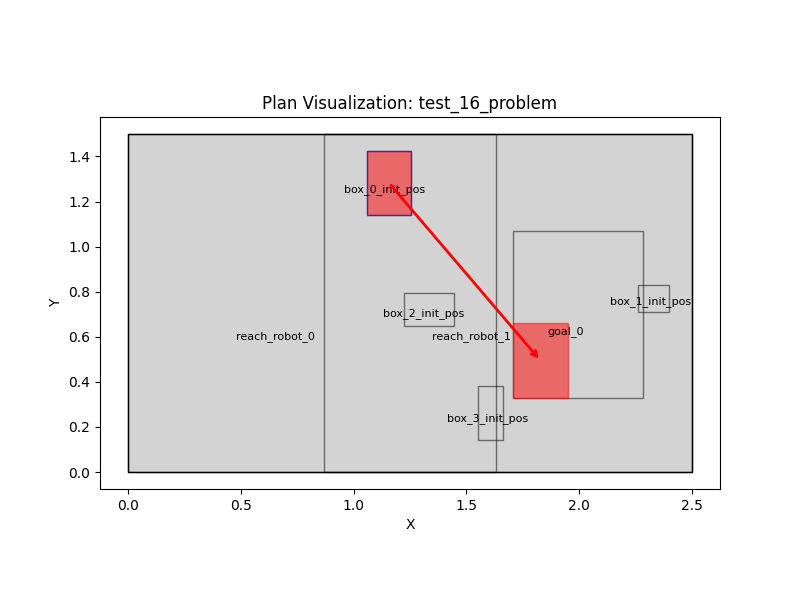 Plan Visualization: test_16_problem
1.4
1.2
1.0
0.8
0.6
0.4
0.2
0.0
Y
box_0_init_pos
box_1_init_pos
box_2_init_pos
goal_0
reach_robot_0
reach_robot_1
box_3_init_pos
0.0
0.5
1.0
1.5
2.0
2.5
X